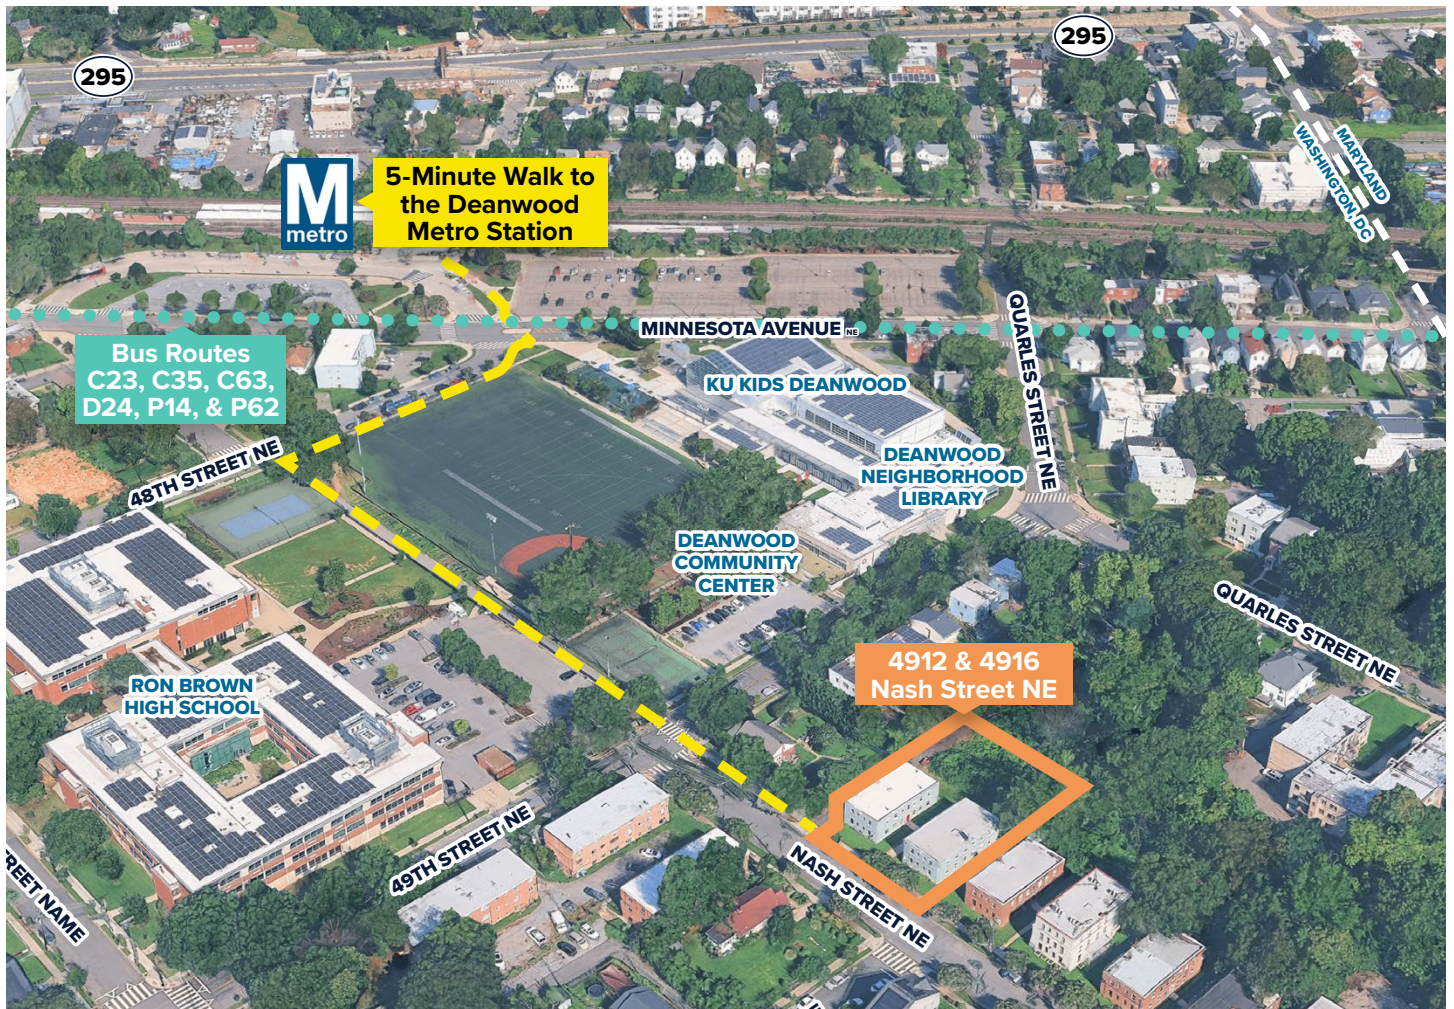 295
295
MARYLAND
WASHINGTON, DC
M
metro
5-Minute Walk to
the Deanwood
Metro Station
MINNESOTA AVENUE NE
Bus Routes
C23, C35, C63,
D24, P14, & P62
QUARLES STREET NE
KU KIDS DEANWOOD
DEANWOOD
NEIGHBORHOOD
LIBRARY
48TH STREET NE
DEANWOOD
COMMUNITY
CENTER
QUARLES STREET NE
4912 & 4916
Nash Street NE
RON BROWN
HIGH SCHOOL
49TH STREET NE
NASH STREET NE
REET NAME